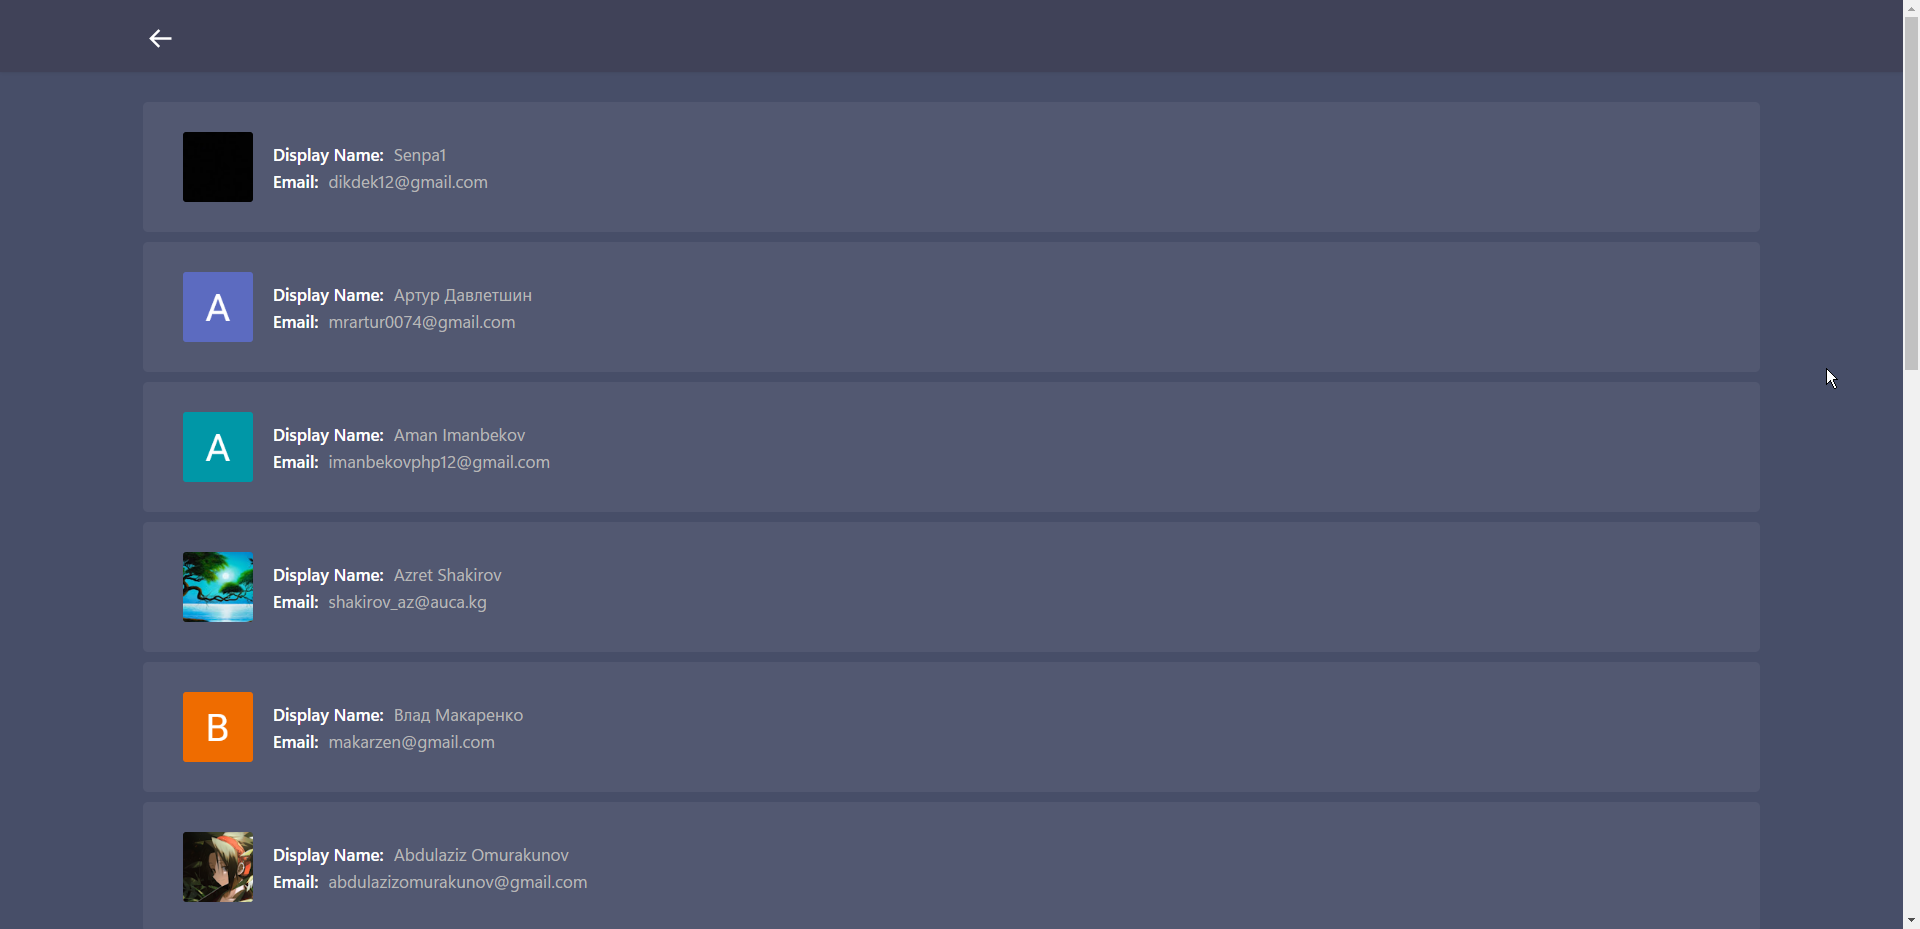 Display Name: Senpa1
Email: dikdek12@gmail.com
A
Display Name: Артур Давлетшин
Email: mrartur0074@gmail.com
A
Display Name: Aman Imanbekov
Email: imanbekovphp12@gmail.com
Display Name: Azret Shakirov
Email: shakirov_az@auca.kg
В
Display Name: Влад Макаренко
Email: makarzen@gmail.com
Display Name: Abdulaziz Omurakunov
Email: abdulazizomurakunov@gmail.com